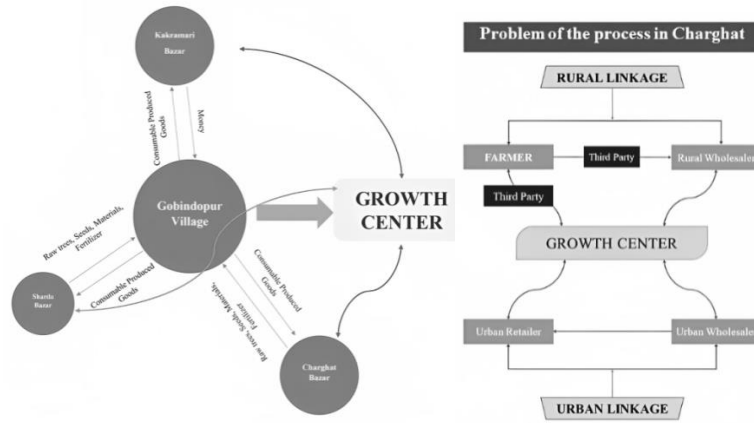 Kakramari
Bazar
Consumable Produced
Goods
Money
Gobindopur
Village
GROWTH
CENTER
Raw trees, Seeds, Materials,
Fertilizer
Consumable Produced
Goods
Sharda
Bazar
Consumable Produced
Goods
Raw trees, Seeds, Materials,
Fertilizer
Charghat
Bazar
Problem of the process in Charghat
RURAL LINKAGE
FARMER
Third Party
Rural Wholesaler
Third Party
GROWTH CENTER
Urban Retailer
Urban Wholesaler
URBAN LINKAGE